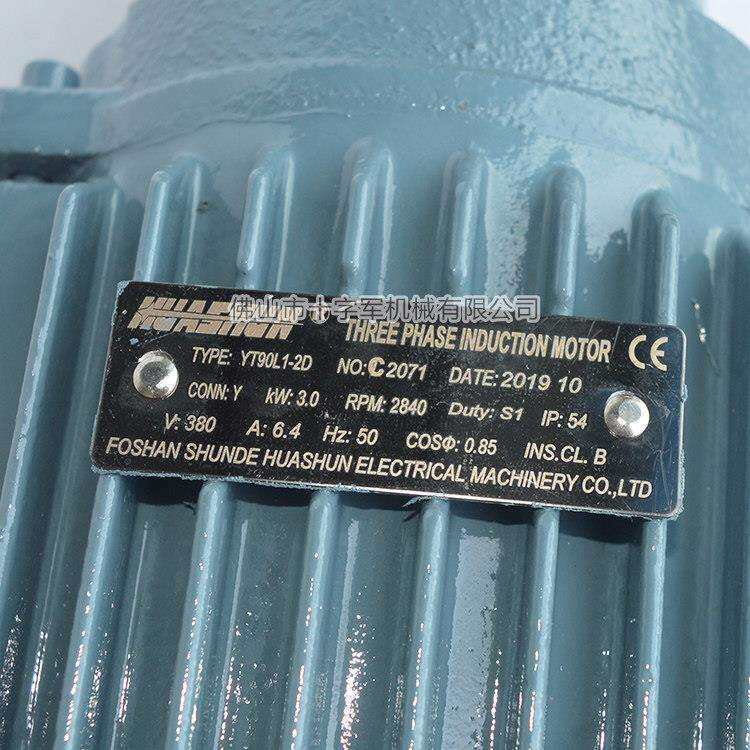 佛山市十字军机械有限公司
HUASHUN
THREE PHASE INDUCTION MOTOR CE
TYPE: YT90L1-2D NO: C2071 DATE: 2019 10
CONN: Y kW: 3.0 RPM: 2840 Duty: S1 IP: 54
V: 380 A: 6.4 Hz: 50 COSΦ: 0.85 INS.CL. B
FOSHAN SHUNDE HUASHUN ELECTRICAL MACHINERY CO.,LTD